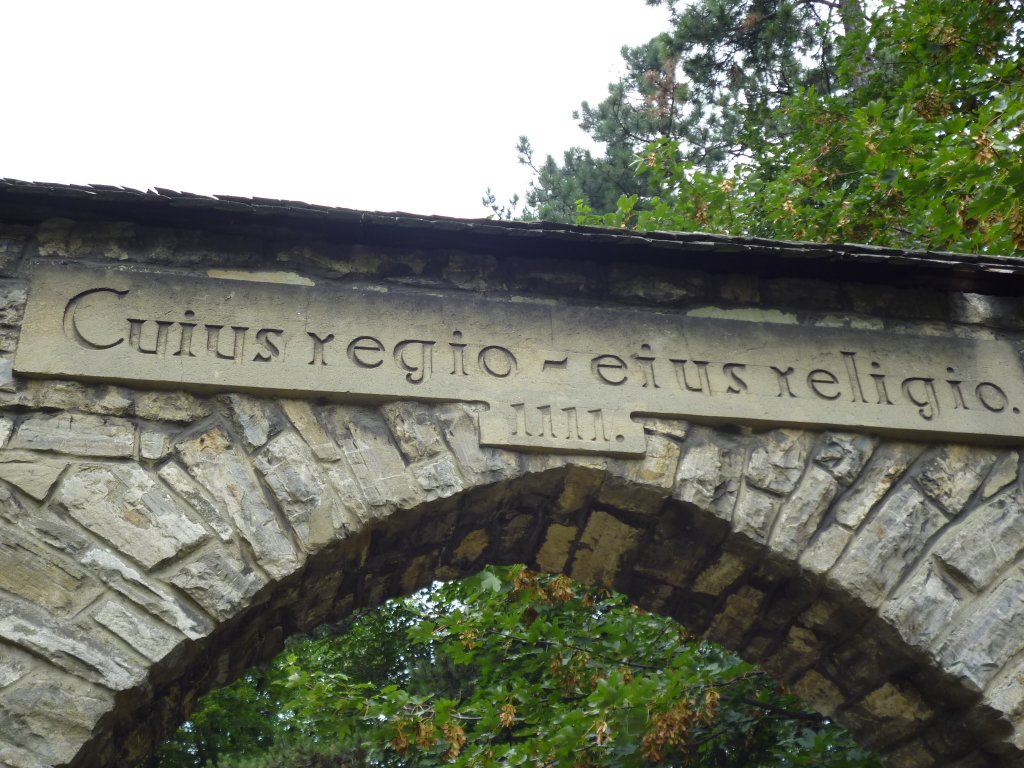 Cuius regio - eius religio.
1111.